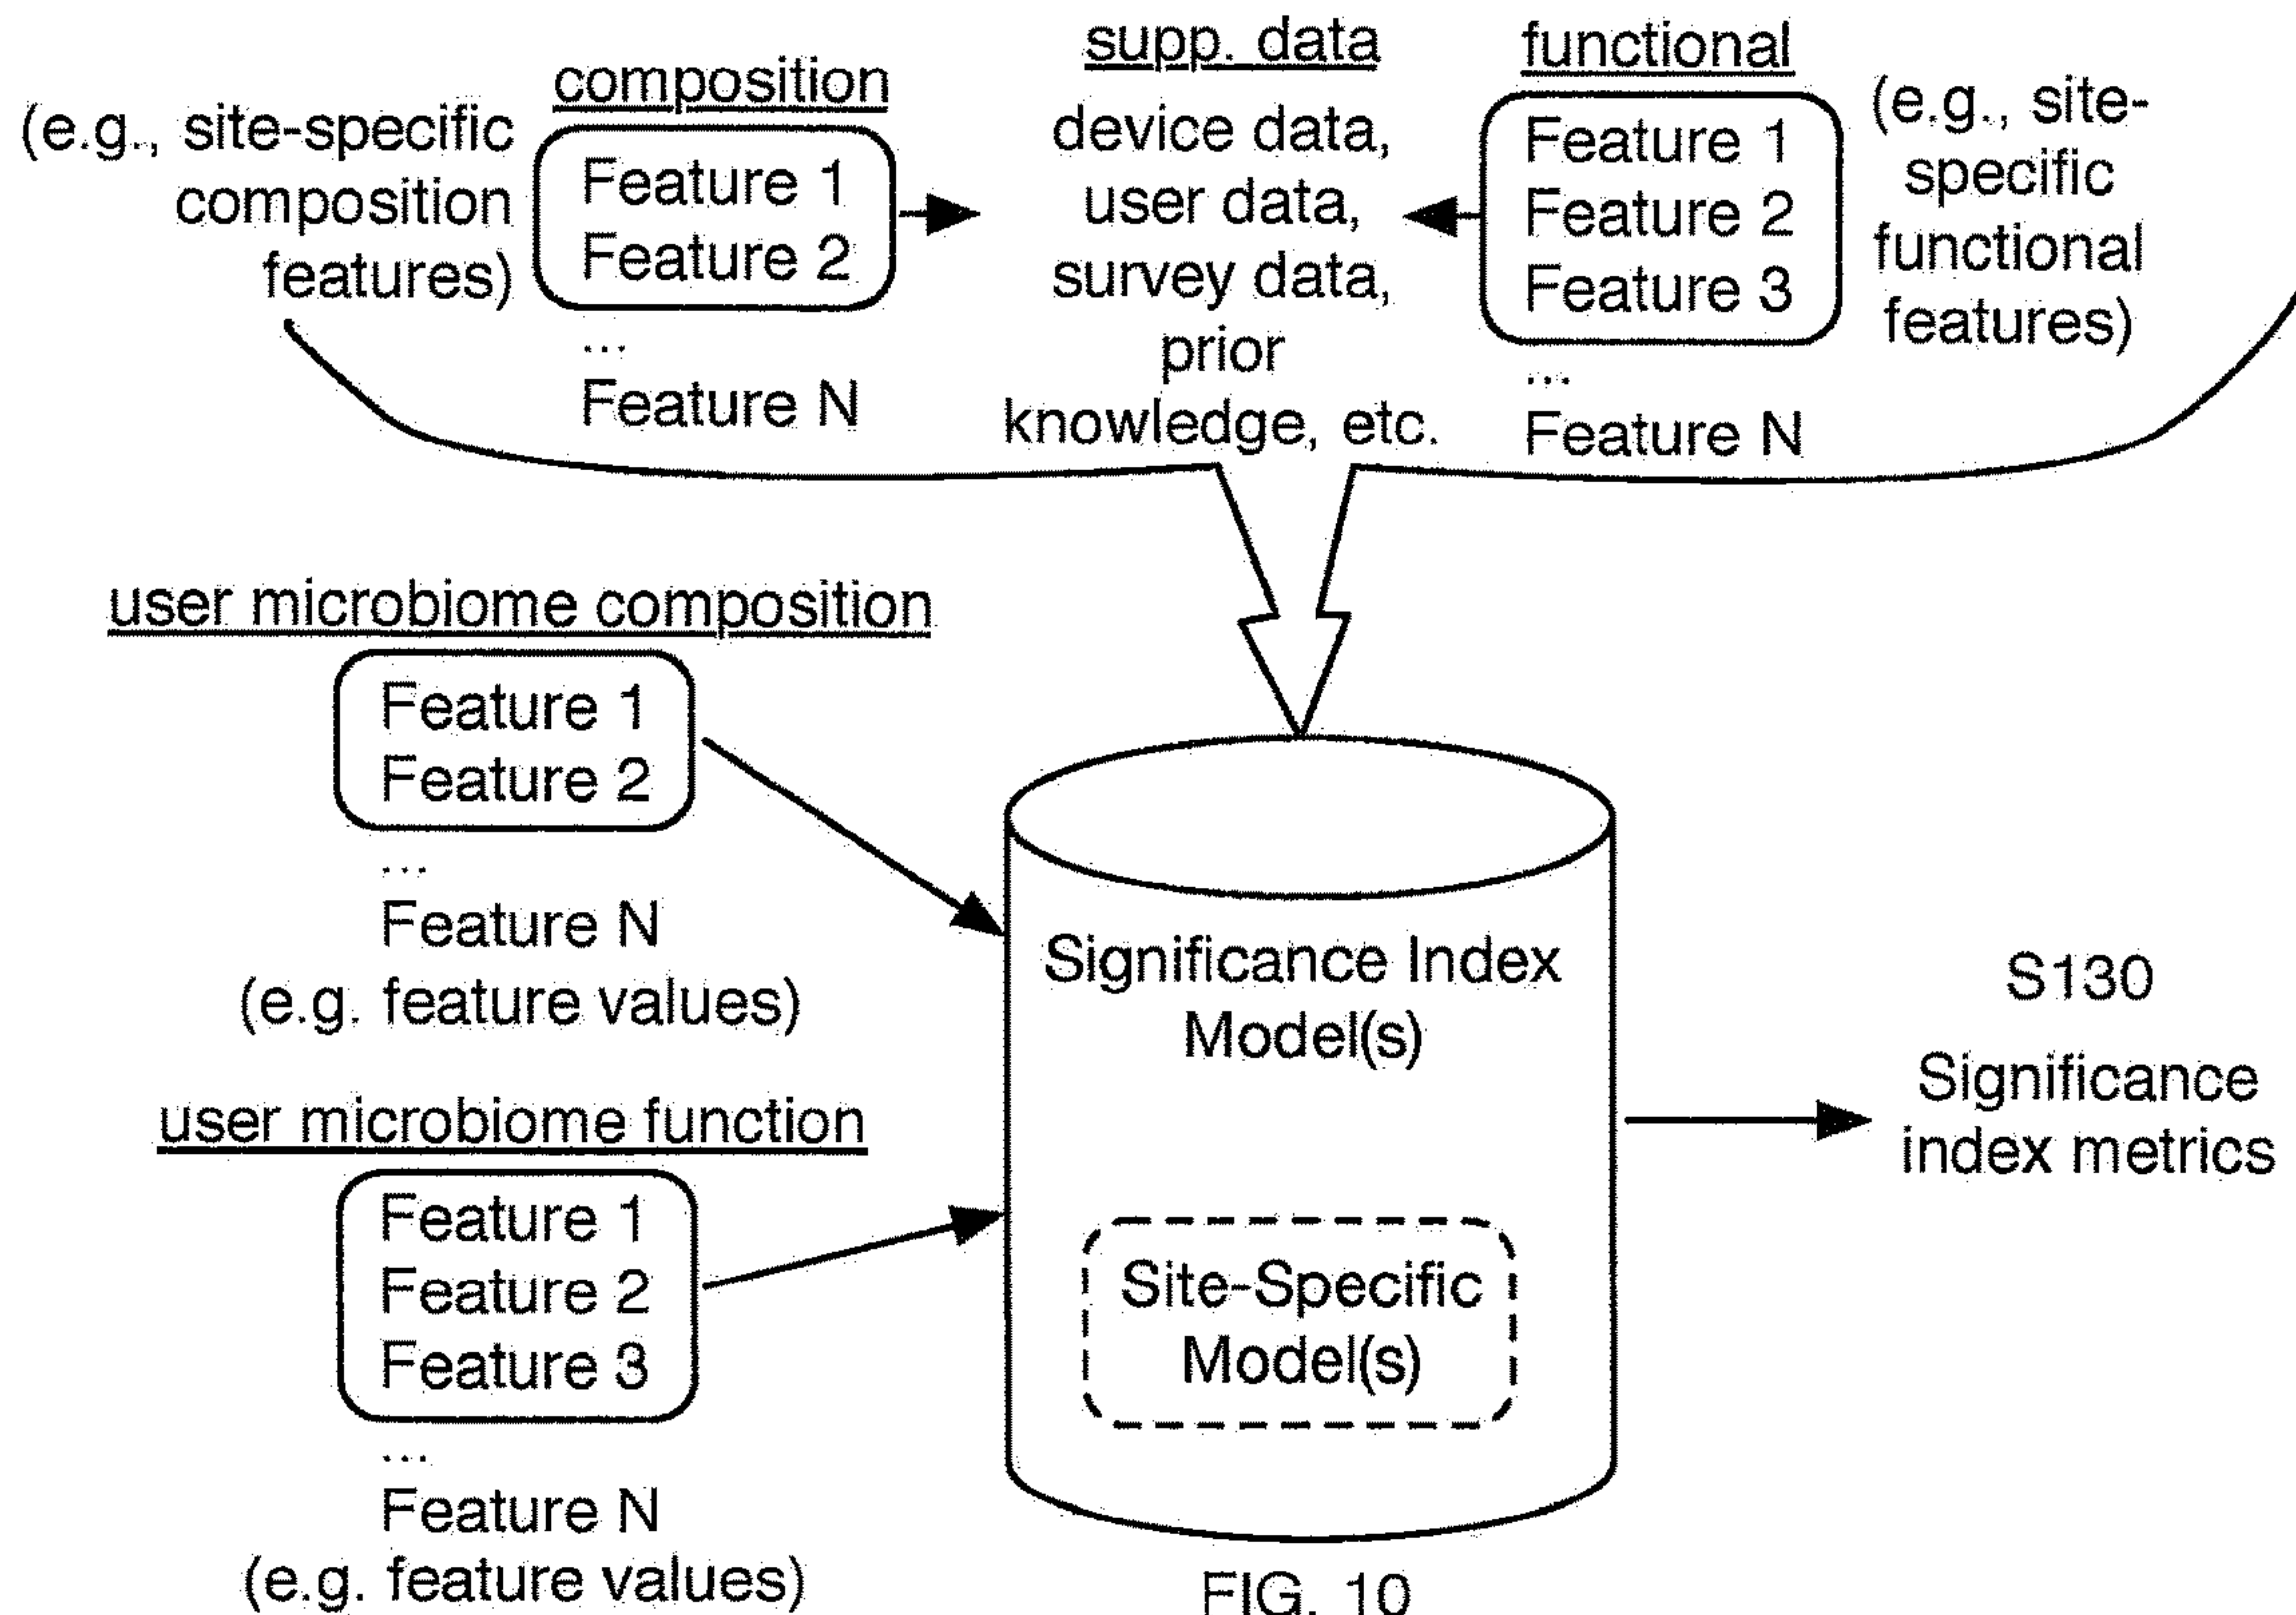 (e.g., site-specific
composition
features)
composition
Feature 1
Feature 2
...
Feature N
supp. data
device data,
user data,
survey data,
prior
knowledge, etc.
functional
Feature 1
Feature 2
Feature 3
...
Feature N
(e.g., site-
specific
functional
features)
user microbiome composition
Feature 1
Feature 2
...
Feature N
(e.g. feature values)
user microbiome function
Feature 1
Feature 2
Feature 3
...
Feature N
(e.g. feature values)
Significance Index
Model(s)
Site-Specific
Model(s)
S130
Significance
index metrics
FIG. 10